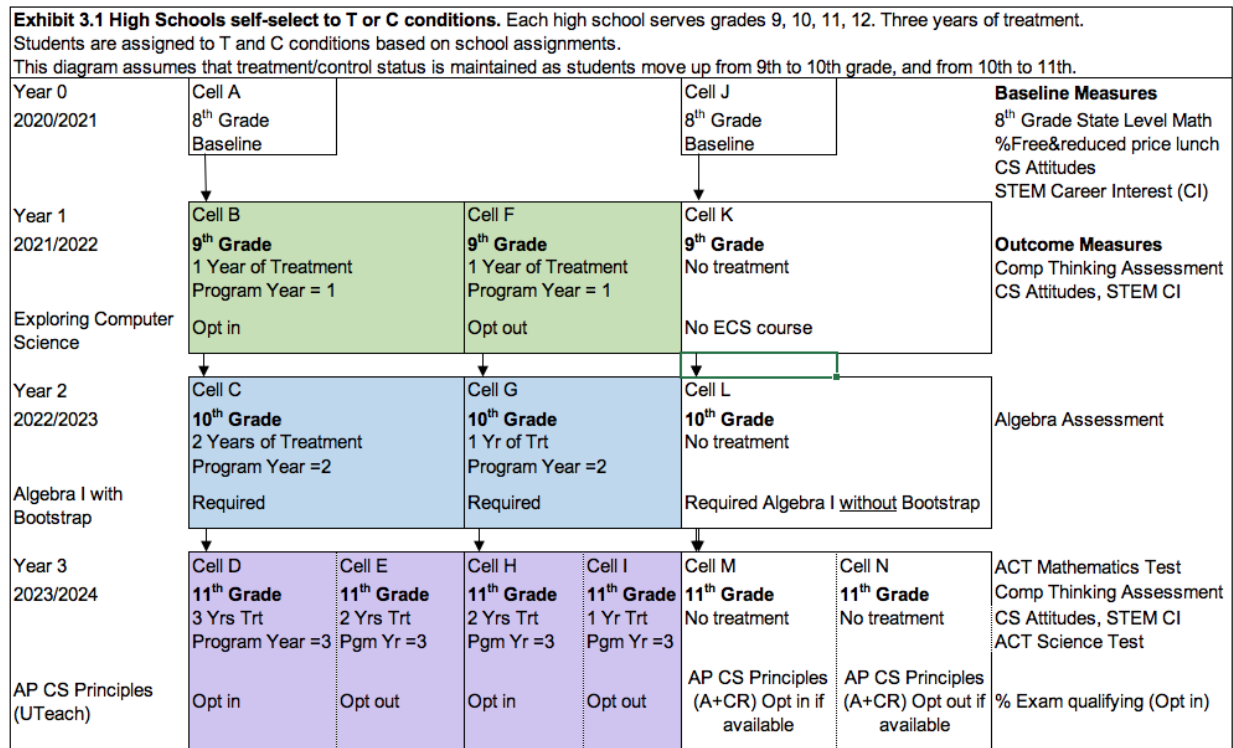 Exhibit 3.1 High Schools self-select to T or C conditions. Each high school serves grades 9, 10, 11, 12. Three years of treatment.
Students are assigned to T and C conditions based on school assignments.
This diagram assumes that treatment/control status is maintained as students move up from 9th to 10th grade, and from 10th to 11th.
Year 0
2020/2021
Cell A
8th Grade
Baseline
Cell J
8th Grade
Baseline
Baseline Measures
8th Grade State Level Math
%Free&reduced price lunch
CS Attitudes
STEM Career Interest (CI)
Year 1
2021/2022
Exploring Computer
Science
Cell B
9th Grade
1 Year of Treatment
Program Year = 1
Opt in
Cell F
9th Grade
1 Year of Treatment
Program Year = 1
Opt out
Cell K
9th Grade
No treatment
No ECS course
Outcome Measures
Comp Thinking Assessment
CS Attitudes, STEM CI
Year 2
2022/2023
Algebra I with
Bootstrap
Cell C
10th Grade
2 Years of Treatment
Program Year =2
Required
Cell G
10th Grade
1 Yr of Trt
Program Year =2
Required
Cell L
10th Grade
No treatment
Required Algebra I without Bootstrap
Algebra Assessment
Year 3
2023/2024
AP CS Principles
(UTeach)
Cell D
11th Grade
3 Yrs Trt
Program Year =3
Opt in
Cell E
11th Grade
2 Yrs Trt
Pgm Yr =3
Opt out
Cell H
11th Grade
2 Yrs Trt
Pgm Yr =3
Opt in
Cell I
11th Grade
1 Yr Trt
Pgm Yr =3
Opt out
Cell M
11th Grade
No treatment
AP CS Principles
(A+CR) Opt in if
available
Cell N
11th Grade
No treatment
AP CS Principles
(A+CR) Opt out if
available
ACT Mathematics Test
Comp Thinking Assessment
CS Attitudes, STEM CI
ACT Science Test
% Exam qualifying (Opt in)